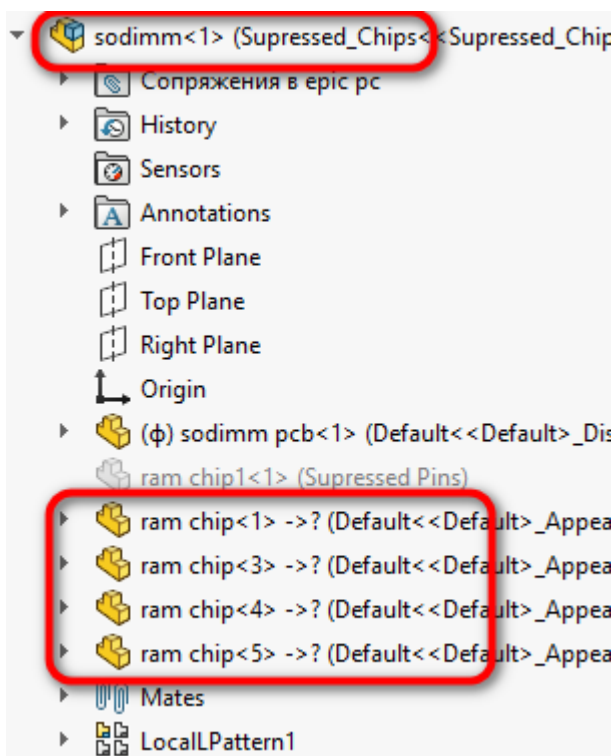 sodimm<1> (Supressed_Chips<<Supressed_Chip
Сопряжения в epic pc
History
Sensors
Annotations
Front Plane
Top Plane
Right Plane
Origin
(ф) sodimm pcb<1> (Default<<Default>_Dis
ram chip1<1> (Supressed Pins)
ram chip<1> ->? (Default<<Default>_Appea
ram chip<3> ->? (Default<<Default>_Appea
ram chip<4> ->? (Default<<Default>_Appea
ram chip<5> ->? (Default<<Default>_Appea
Mates
LocalLPattern1